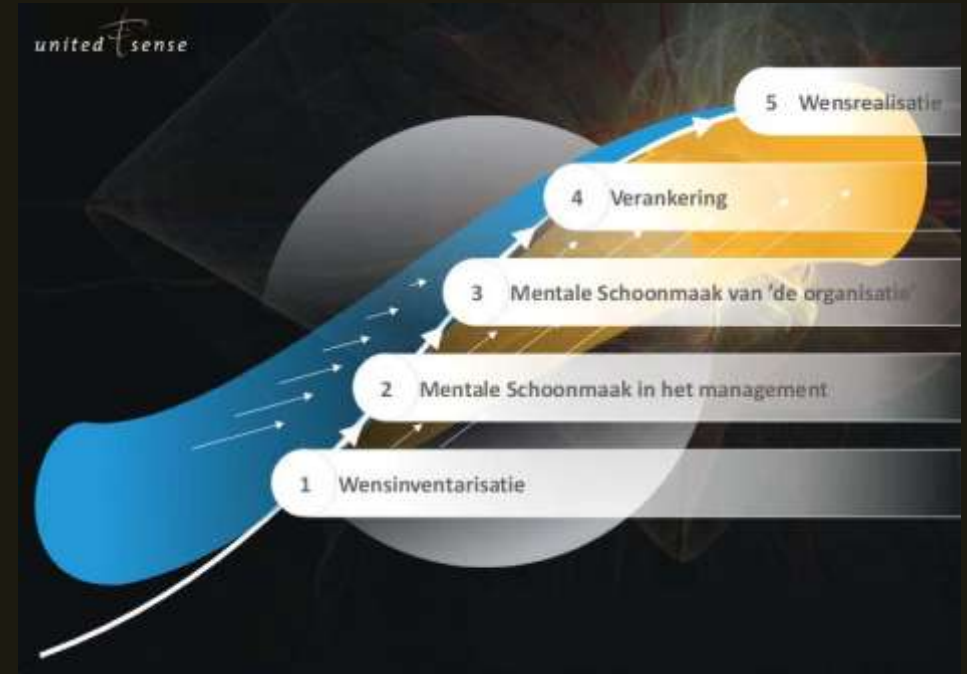 united sense
5 Wensrealisatie
4 Verankering
3 Mentale Schoonmaak van 'de organisatie'
2 Mentale Schoonmaak in het management
1 Wensinventarisatie